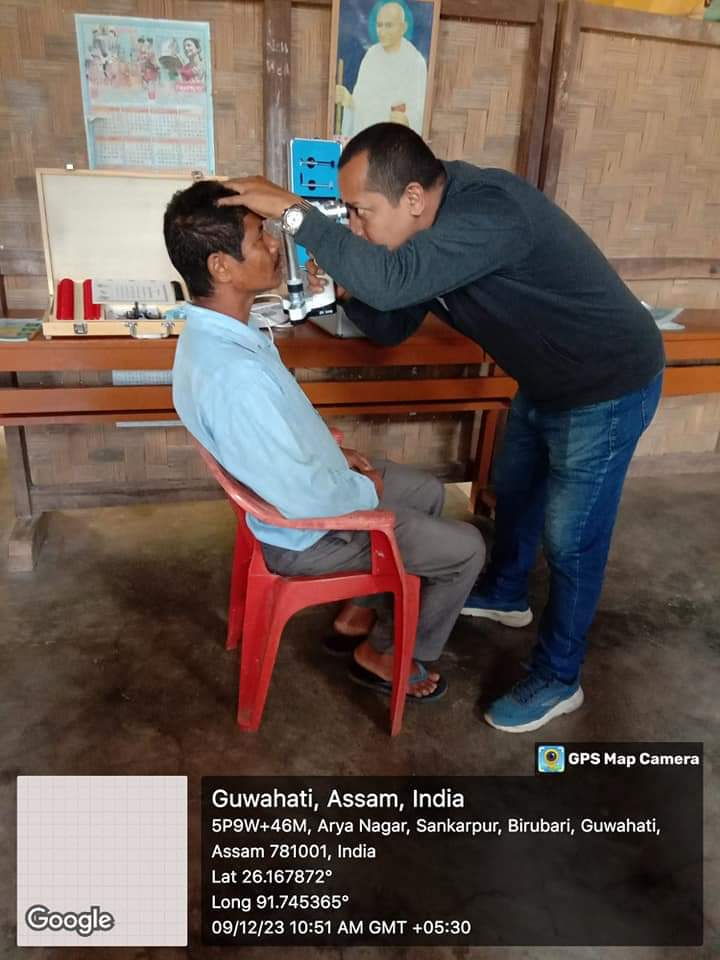 GPS Map Camera
Guwahati, Assam, India
5P9W+46M, Arya Nagar, Sankarpur, Birubari, Guwahati,
Assam 781001, India
Lat 26.167872°
Long 91.745365°
09/12/23 10:51 AM GMT +05:30
Google